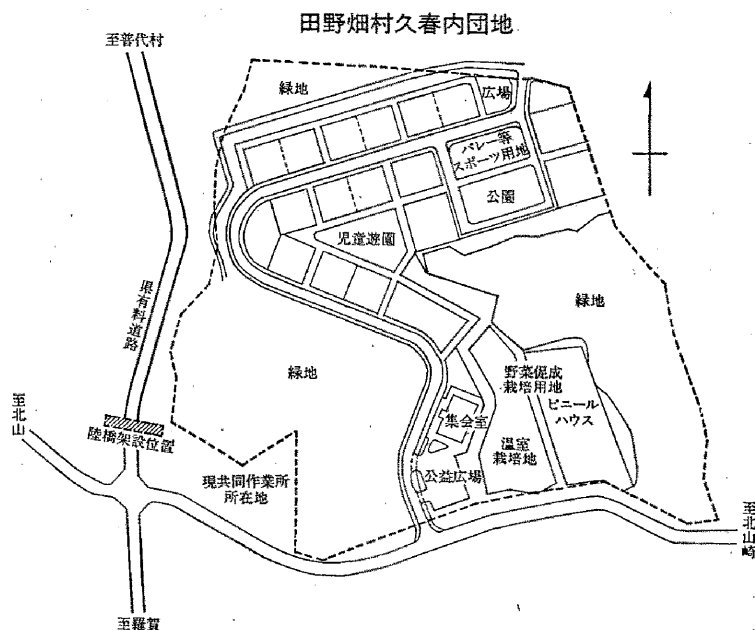 田野畑村久春内団地
至普代村
緑地
広場
バレー等
スポーツ用地
公園
児童遊園
県有料道路
緑地
緑地
野菜促成
栽培用地
ビニール
ハウス
至北山
陸橋架設位置
集会室
温室
栽培地
現共同作業所
所在地
公益広場
至北山崎
至羅賀